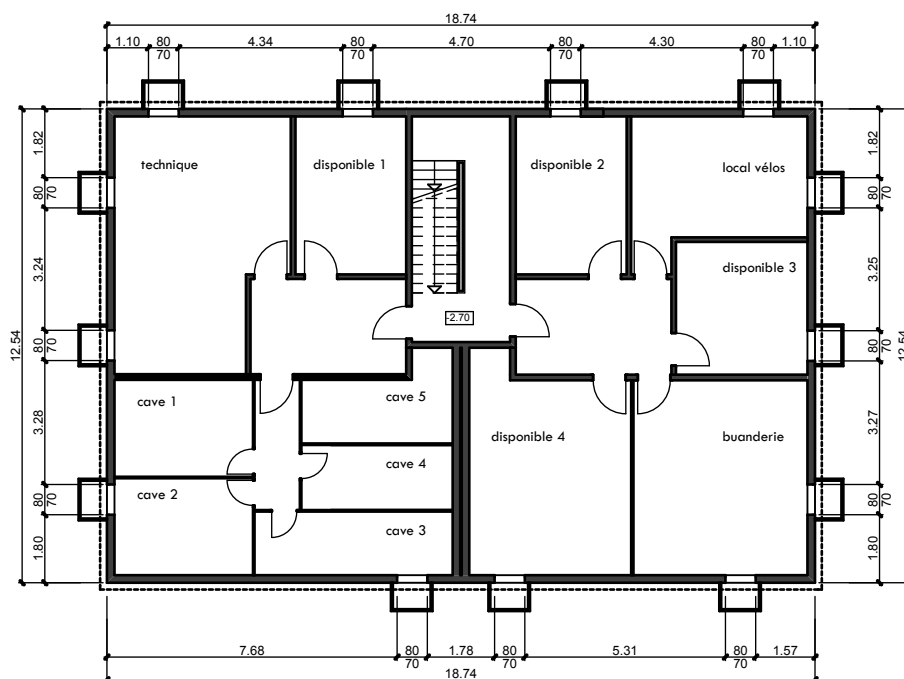 18.74
1.10 80 4.34 80 4.70 80 4.30 80 1.10
70 70 70 70
1.82
80
70
3.24
80
70
3.28
80
70
1.80
12.54
technique
disponible 1
disponible 2
local vélos
disponible 3
-2.70
cave 1
cave 5
cave 4
cave 2
cave 3
disponible 4
buanderie
1.82
80
70
3.25
80
70
3.27
80
70
1.80
12.54
7.68 80 1.78 80 5.31 80 1.57
70 70 70
18.74